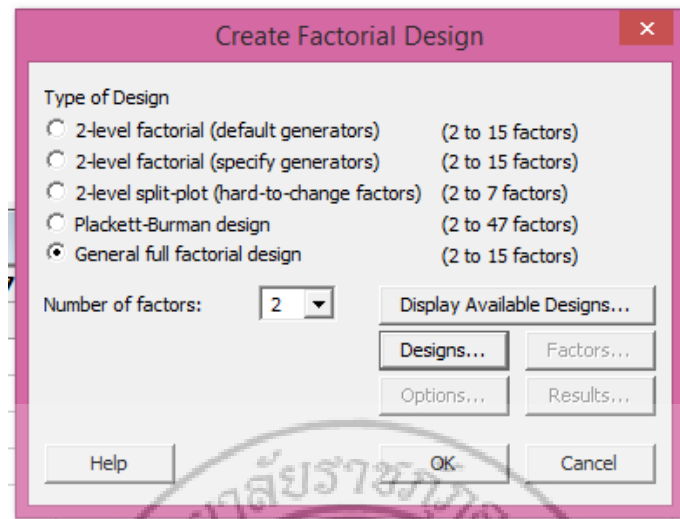 Create Factorial Design
Type of Design
2-level factorial (default generators) (2 to 15 factors)
2-level factorial (specify generators) (2 to 15 factors)
2-level split-plot (hard-to-change factors) (2 to 7 factors)
Plackett-Burman design (2 to 47 factors)
General full factorial design (2 to 15 factors)
Number of factors: 2 Display Available Designs...
Designs... Factors...
Options... Results...
Help OK Cancel